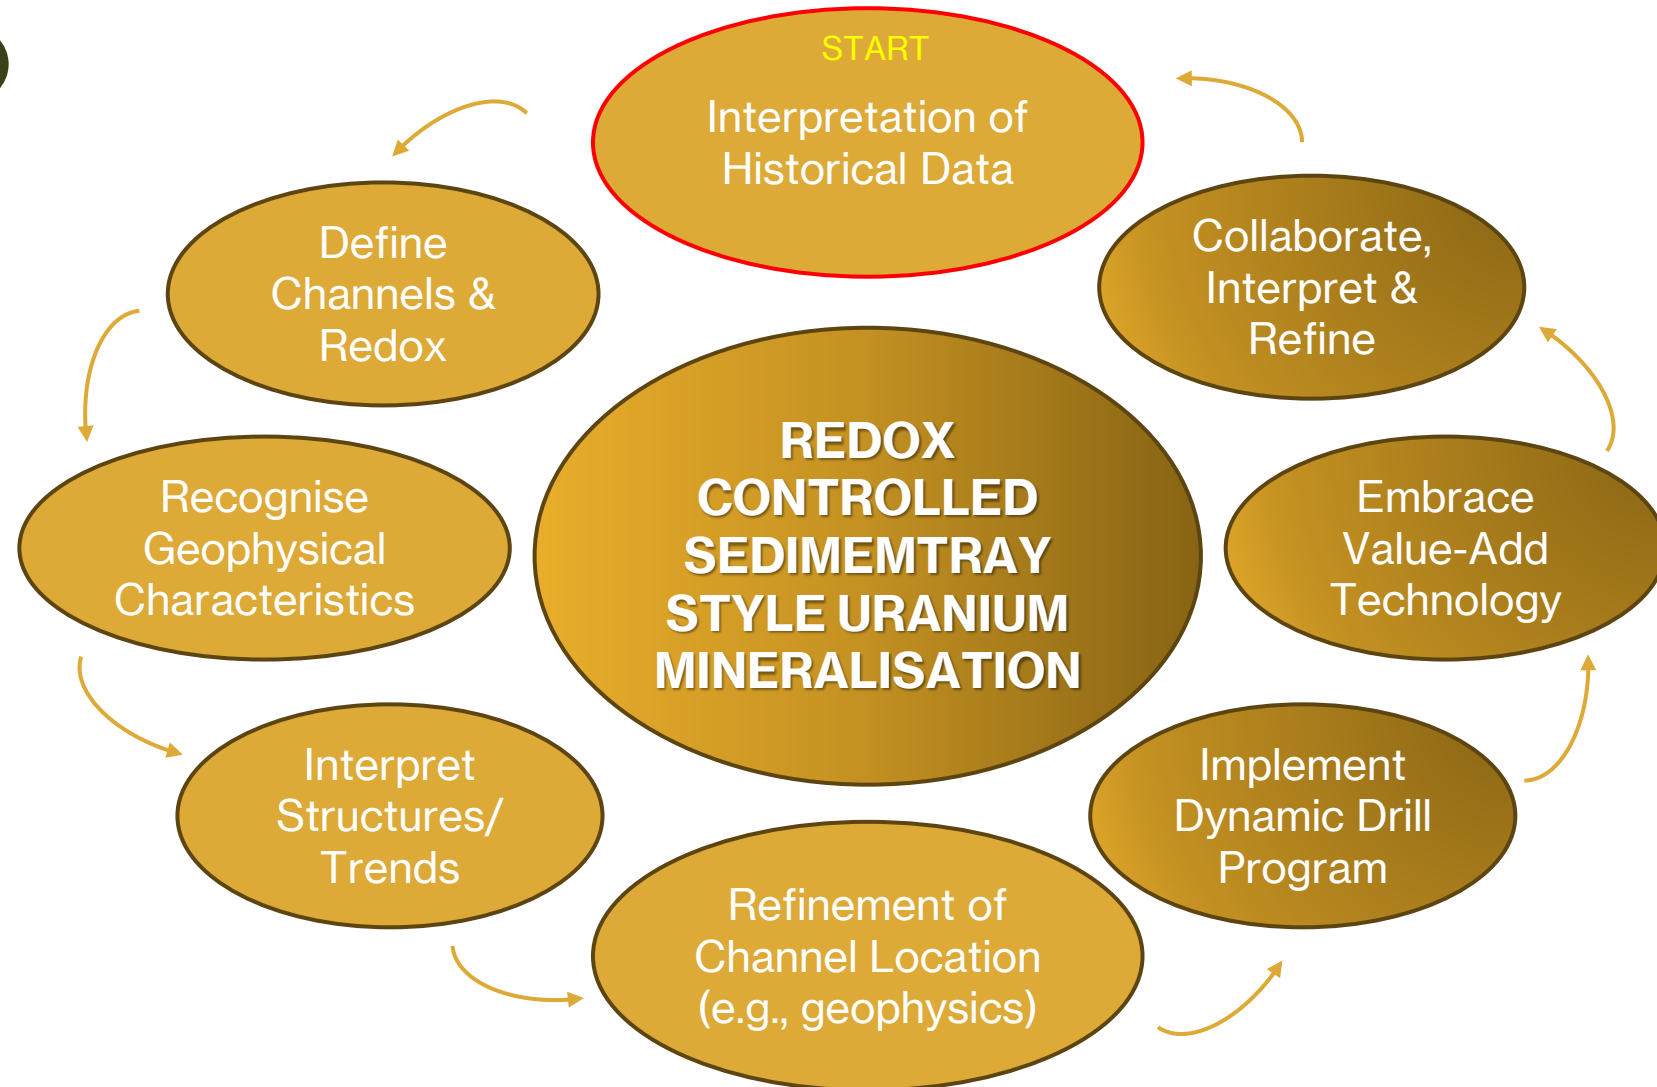 START
Interpretation of
Historical Data
Define
Channels &
Redox
Recognise
Geophysical
Characteristics
Interpret
Structures/
Trends
Refinement of
Channel Location
(e.g., geophysics)
Implement
Dynamic Drill
Program
Embrace
Value-Add
Technology
Collaborate,
Interpret &
Refine
REDOX
CONTROLLED
SEDIMEMTRAY
STYLE URANIUM
MINERALISATION